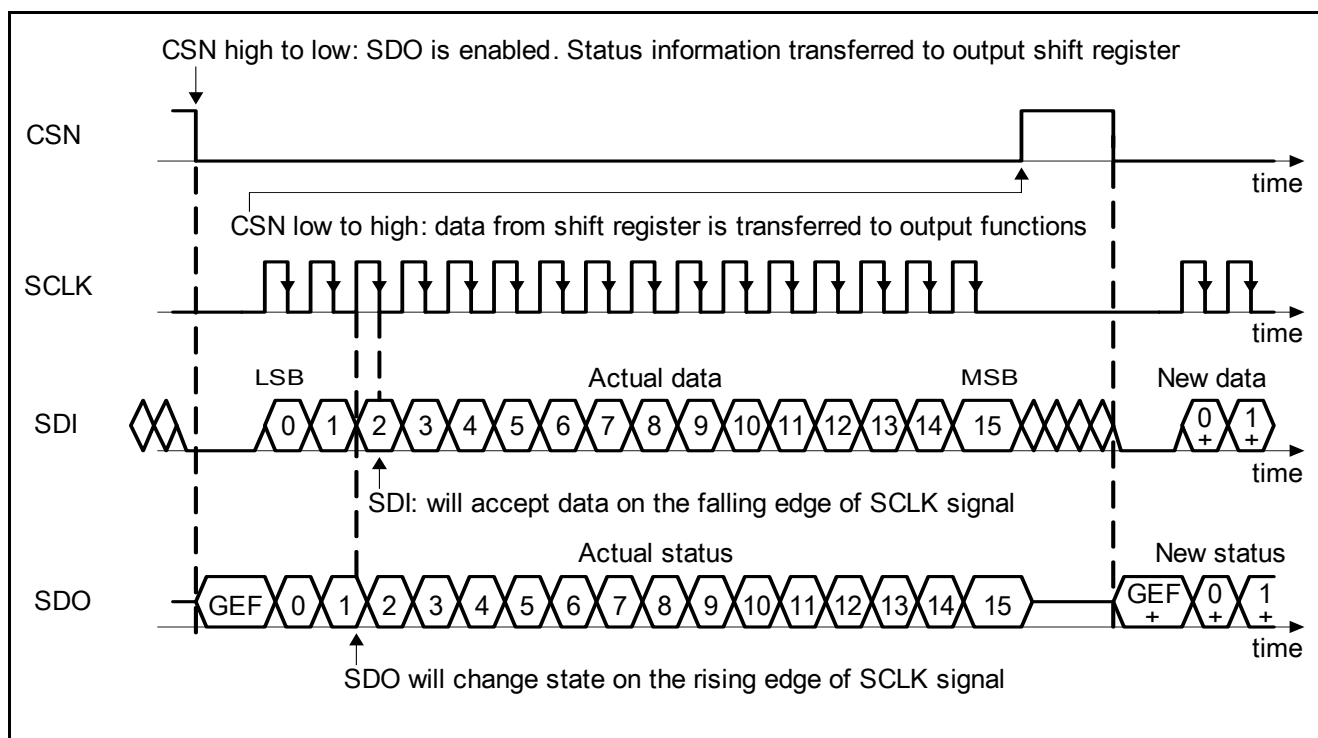 CSN high to low: SDO is enabled. Status information transferred to output shift register
CSN
time
CSN low to high: data from shift register is transferred to output functions
SCLK
time
LSB Actual data MSB New data
SDI 0 1 2 3 4 5 6 7 8 9 10 11 12 13 14 15 0 + 1 +
time
SDI: will accept data on the falling edge of SCLK signal
Actual status New status
SDO GEF 0 1 2 3 4 5 6 7 8 9 10 11 12 13 14 15 GEF + 0 + 1 +
time
SDO will change state on the rising edge of SCLK signal